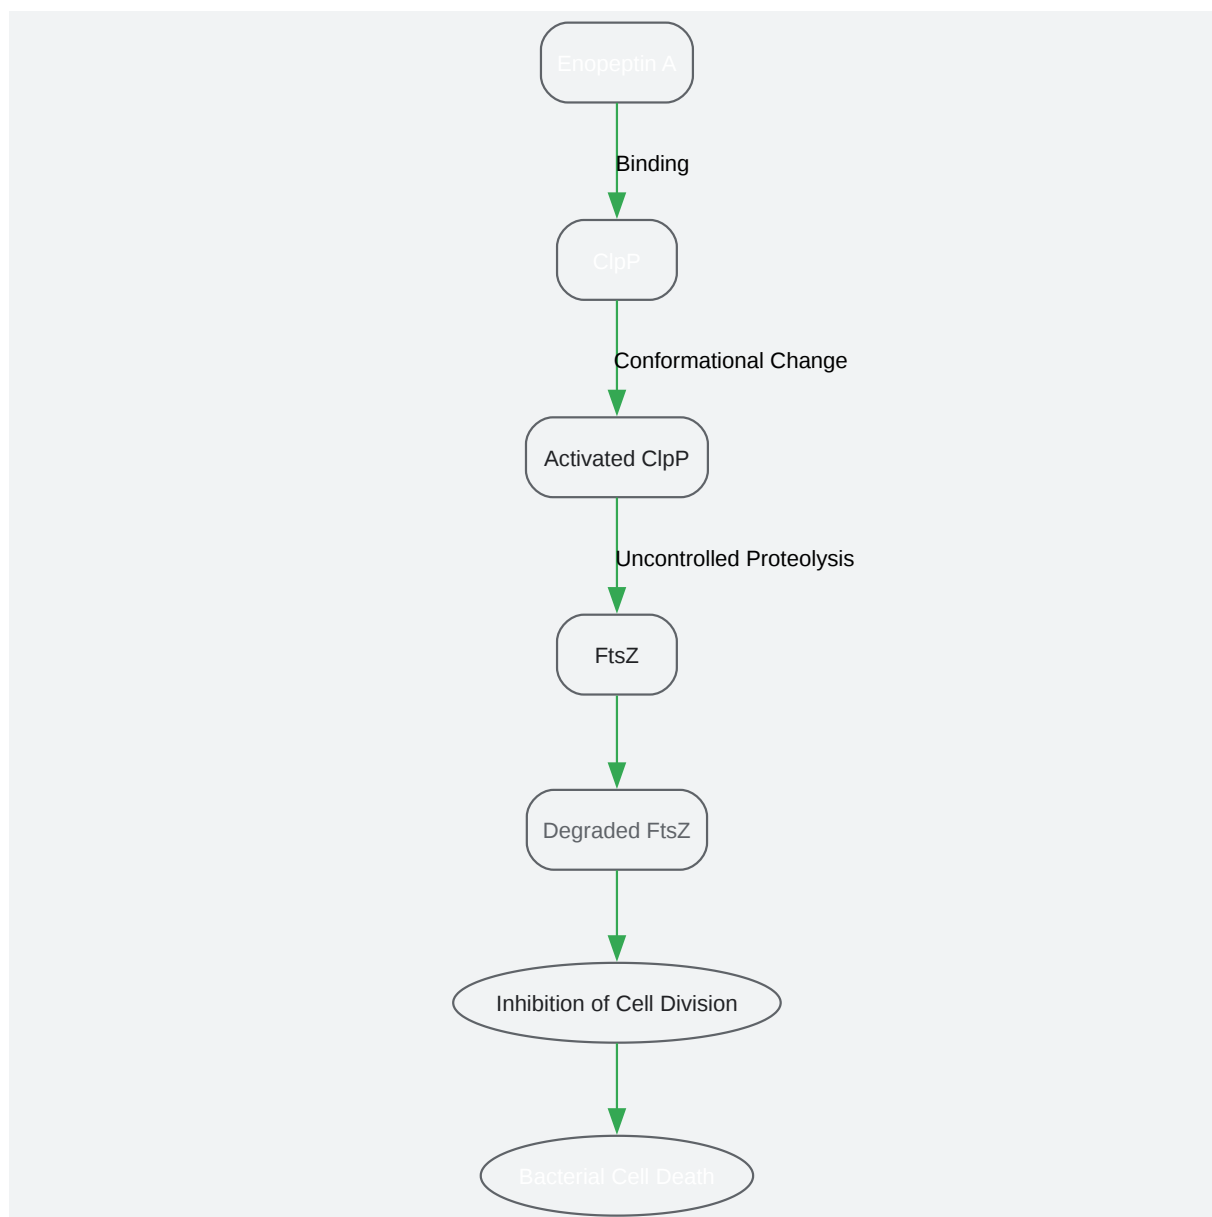 Enopeptin A
Binding
ClpP
Conformational Change
Activated ClpP
Uncontrolled Proteolysis
FtsZ
Degraded FtsZ
Inhibition of Cell Division
Bacterial Cell Death